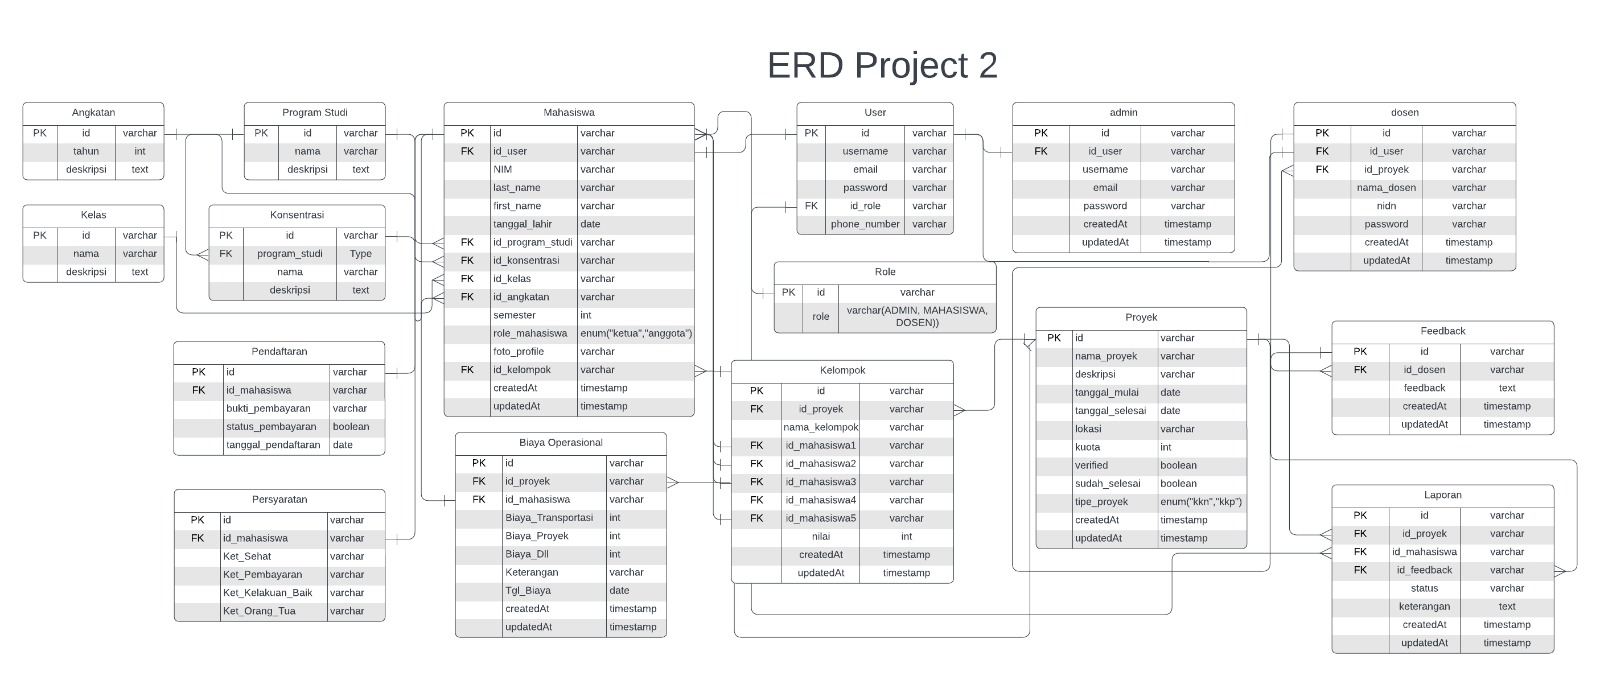 ERD Project 2
Angkatan
PK id varchar
tahun int
deskripsi text
Program Studi
PK id varchar
nama varchar
deskripsi text
Kelas
PK id varchar
nama varchar
deskripsi text
Konsentrasi
PK id varchar
FK program_studi Type
nama varchar
deskripsi text
Pendaftaran
PK id varchar
FK id_mahasiswa varchar
bukti_pembayaran varchar
status_pembayaran boolean
tanggal_pendaftaran date
Persyaratan
PK id varchar
FK id_mahasiswa varchar
Ket_Sehat varchar
Ket_Pembayaran varchar
Ket_Kelakuan_Baik varchar
Ket_Orang_Tua varchar
Mahasiswa
PK id varchar
FK id_user varchar
NIM varchar
last_name varchar
first_name varchar
tanggal_lahir date
FK id_program_studi varchar
FK id_konsentrasi varchar
FK id_kelas varchar
FK id_angkatan varchar
semester int
role_mahasiswa enum("ketua","anggota")
foto_profile varchar
FK id_kelompok varchar
createdAt timestamp
updatedAt timestamp
Biaya Operasional
PK id varchar
FK id_proyek varchar
FK id_mahasiswa varchar
Biaya_Transportasi int
Biaya_Proyek int
Biaya_Dll int
Keterangan varchar
Tgl_Biaya date
createdAt timestamp
updatedAt timestamp
User
PK id varchar
username varchar
email varchar
password varchar
FK id_role varchar
phone_number varchar
Role
PK id varchar
role varchar(ADMIN, MAHASISWA,
DOSEN))
Kelompok
PK id varchar
FK id_proyek varchar
nama_kelompok varchar
FK id_mahasiswa1 varchar
FK id_mahasiswa2 varchar
FK id_mahasiswa3 varchar
FK id_mahasiswa4 varchar
FK id_mahasiswa5 varchar
nilai int
createdAt timestamp
updatedAt timestamp
admin
PK id varchar
FK id_user varchar
username varchar
email varchar
password varchar
createdAt timestamp
updatedAt timestamp
Proyek
PK id varchar
nama_proyek varchar
deskripsi varchar
tanggal_mulai date
tanggal_selesai date
lokasi varchar
kuota int
verified boolean
sudah_selesai boolean
tipe_proyek enum("kkn","kkp")
createdAt timestamp
updatedAt timestamp
dosen
PK id varchar
FK id_user varchar
FK id_proyek varchar
nama_dosen varchar
nidn varchar
password varchar
createdAt timestamp
updatedAt timestamp
Feedback
PK id varchar
FK id_dosen varchar
feedback text
createdAt timestamp
updatedAt timestamp
Laporan
PK id varchar
FK id_proyek varchar
FK id_mahasiswa varchar
FK id_feedback varchar
status varchar
keterangan text
createdAt timestamp
updatedAt timestamp